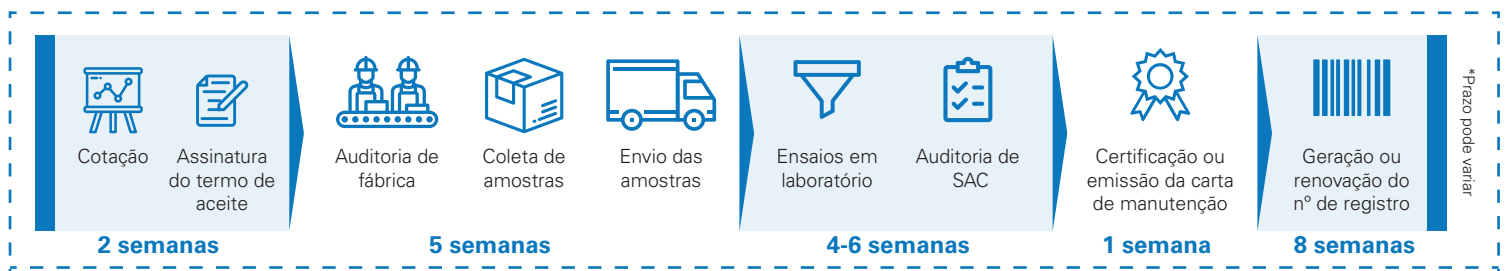 Cotação
Assinatura
do termo de
aceite
2 semanas
Auditoria de
fábrica
Coleta de
amostras
Envio das
amostras
5 semanas
Ensaios em
laboratório
Auditoria de
SAC
4-6 semanas
Certificação ou
emissão da carta
de manutenção
1 semana
Geração ou
renovação do
nº de registro
8 semanas
*Prazo pode variar